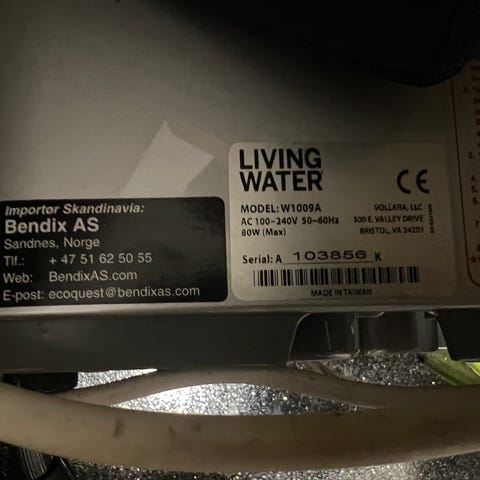 Importør Skandinavia:
Bendix AS
Sandnes, Norge
Tlf.: + 47 51 62 50 55
Web: BendixAS.com
E-post: ecoquest@bendixas.com
LIVING
WATER
CE
MODEL: W1009A
AC 100~240V 50~60Hz
80W (Max)
VOLLARA, LLC
300 E. VALLEY DRIVE
BRISTOL, VA 24201
Serial: A 103856 K
MADE IN TAIWAN